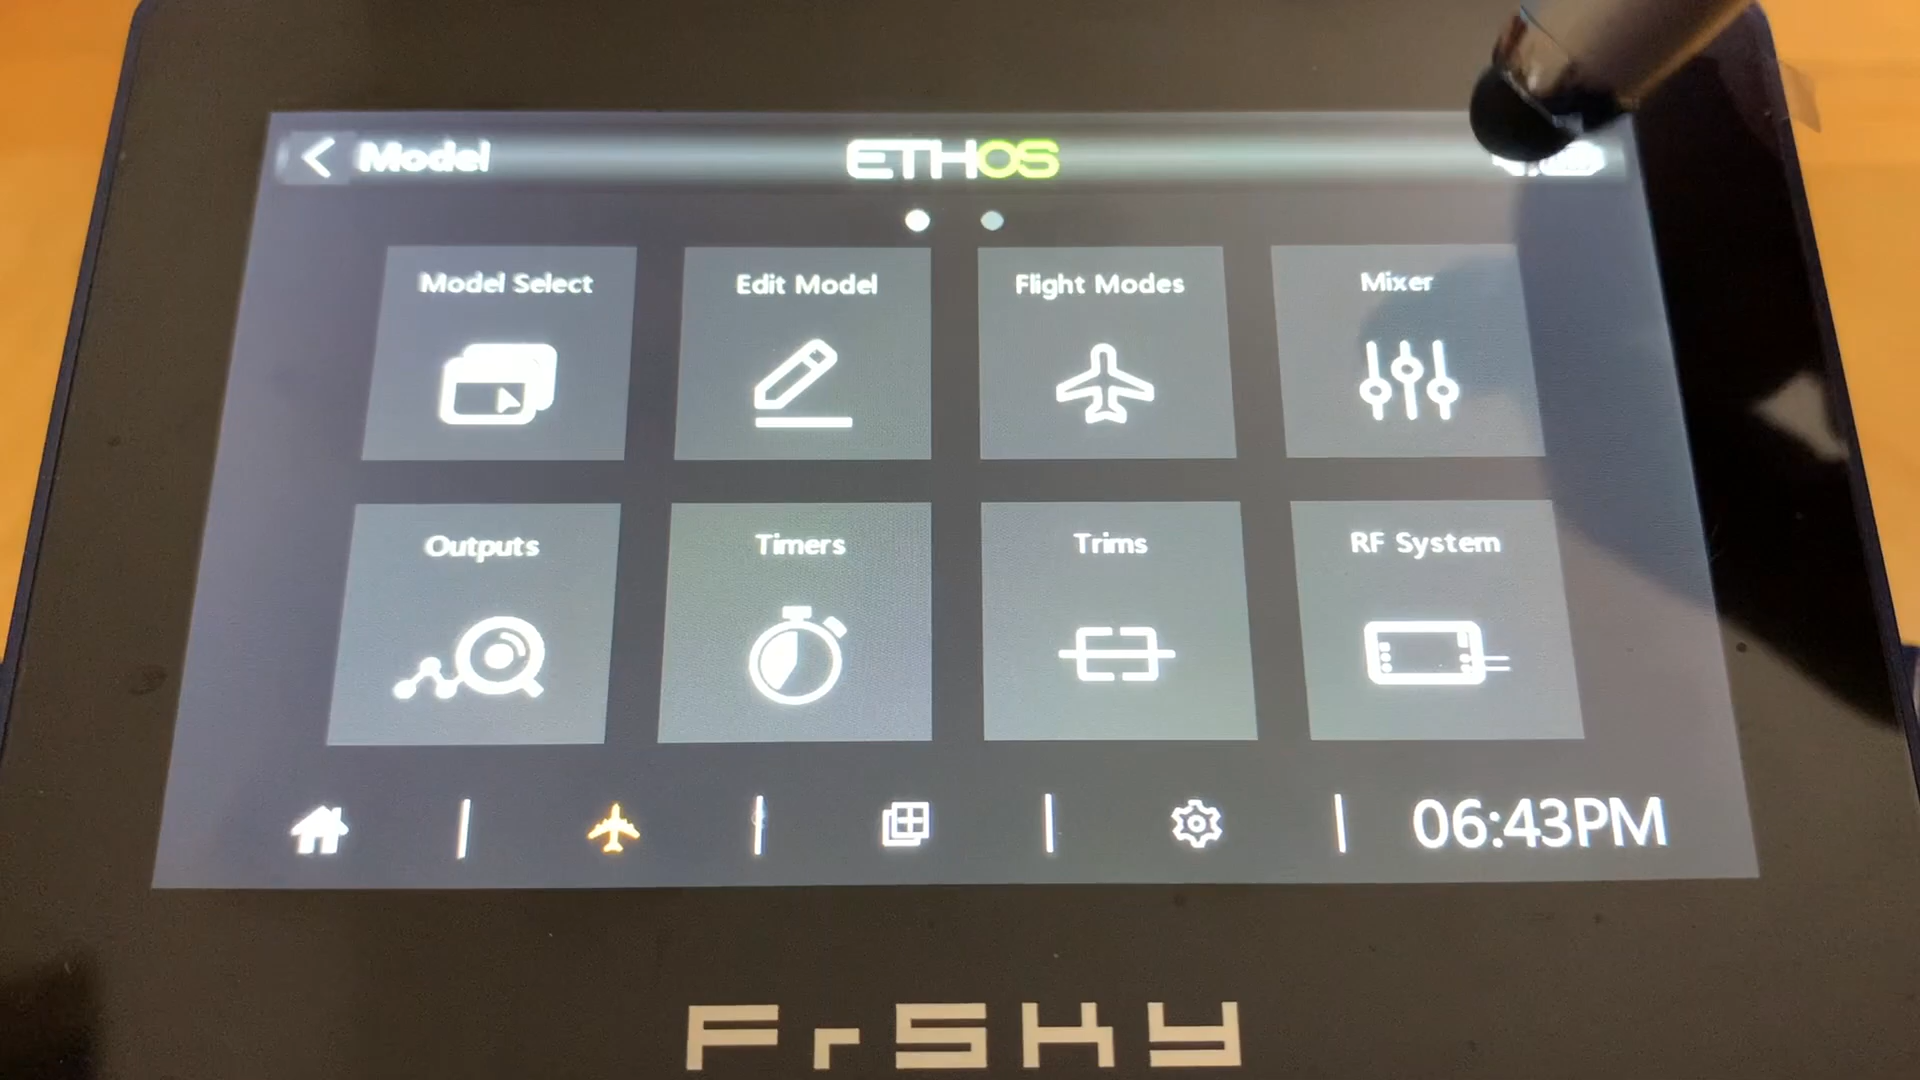 Model ETHOS
Model Select Edit Model Flight Modes Mixer
Outputs Timers Trims RF System
06:43PM
FrSKY